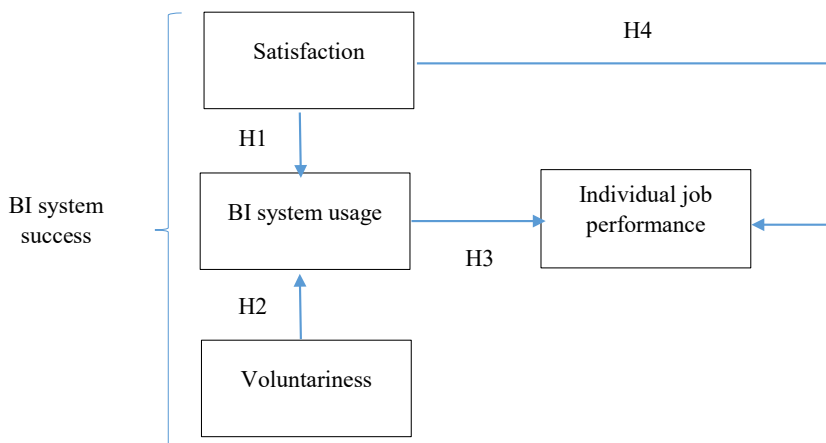 H4
Satisfaction
H1
BI system
success
BI system usage
Individual job
performance
H3
H2
Voluntariness